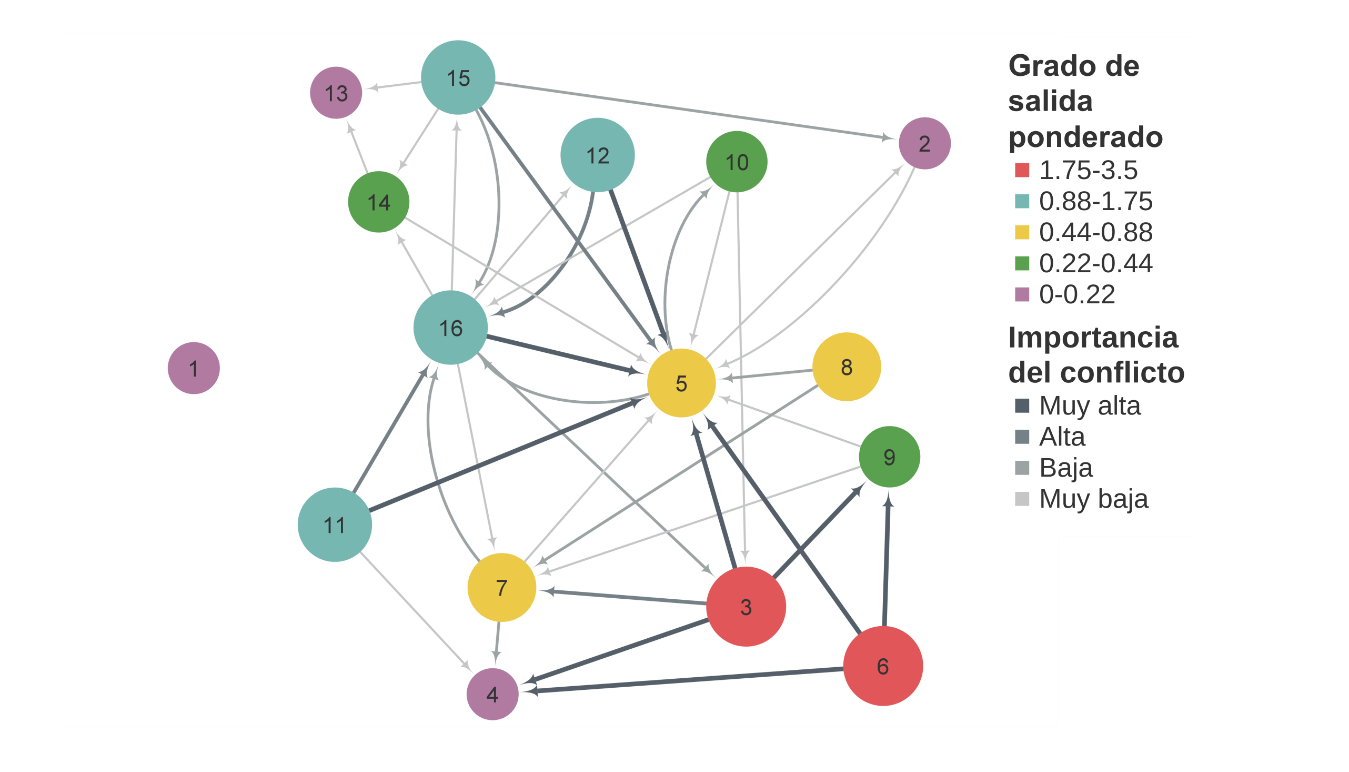 15
13
12
2
10
14
16
1
8
5
9
11
7
3
6
4
Grado de
salida
ponderado
1.75-3.5
0.88-1.75
0.44-0.88
0.22-0.44
0-0.22
Importancia
del conflicto
Muy alta
Alta
Baja
Muy baja